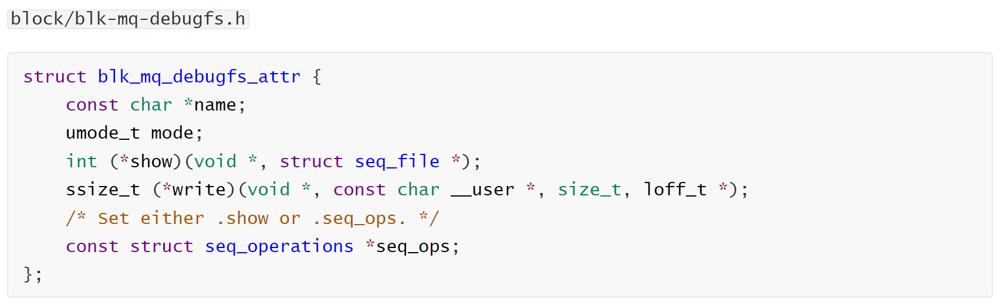 block/blk-mq-debugfs.h
struct blk_mq_debugfs_attr {
    const char *name;
    umode_t mode;
    int (*show)(void *, struct seq_file *);
    ssize_t (*write)(void *, const char __user *, size_t, loff_t *);
    /* Set either .show or .seq_ops. */
    const struct seq_operations *seq_ops;
};